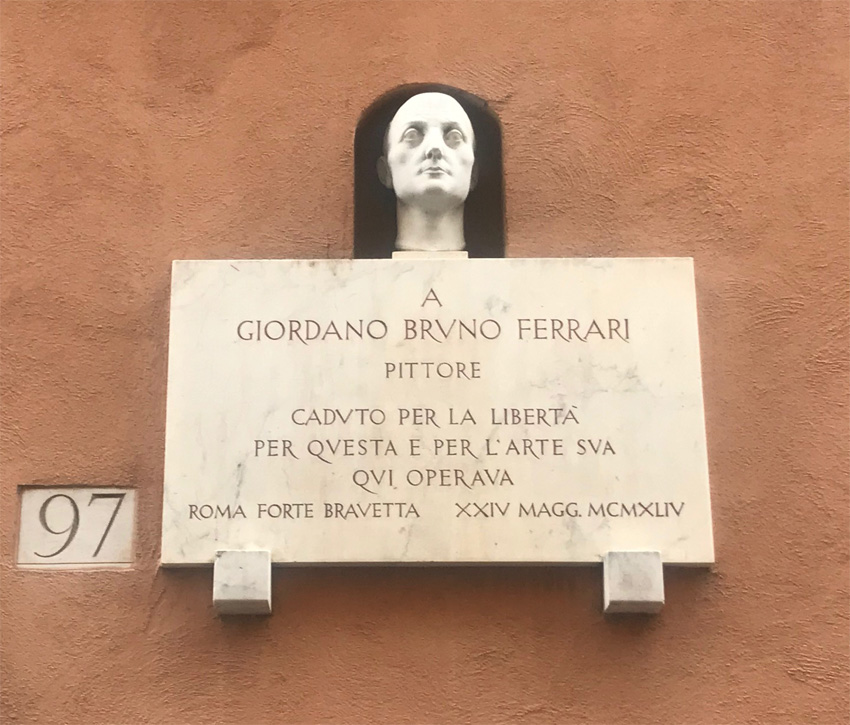 A
GIORDANO BRVNO FERRARI
PITTORE
CADVTO PER LA LIBERTÀ
PER QVESTA E PER L'ARTE SVA
QVI OPERAVA
ROMA FORTE BRAVETTA XXIV MAGG. MCMXLIV
97